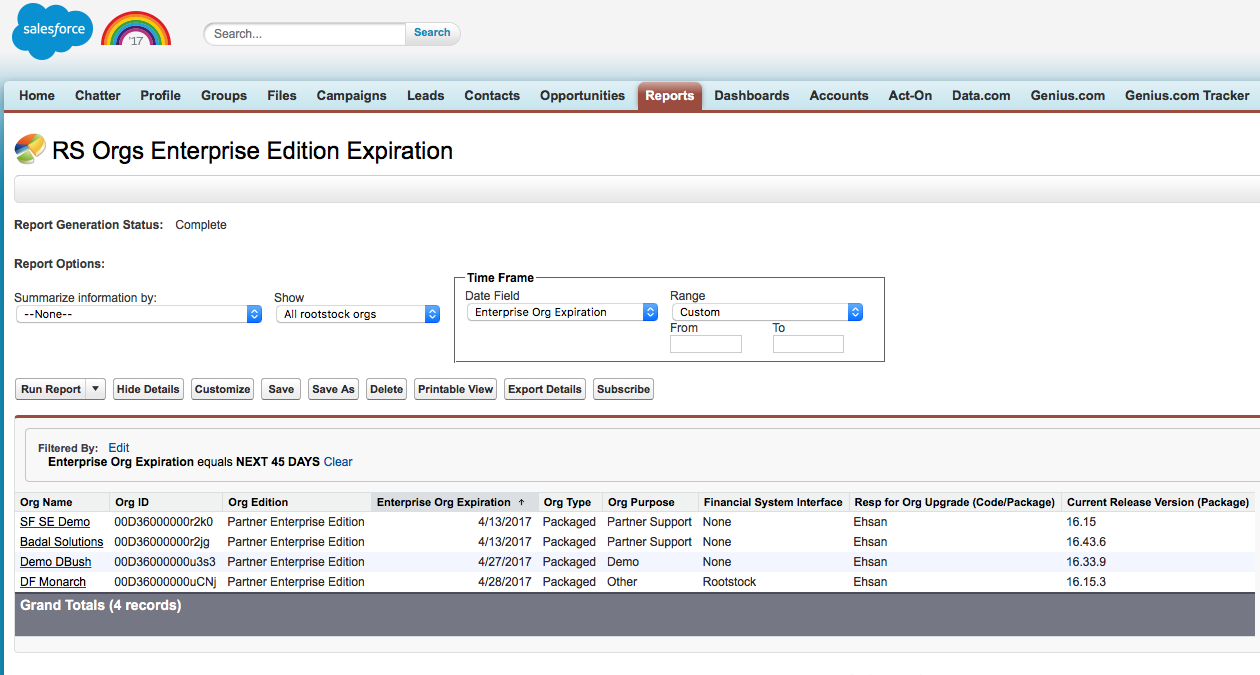 salesforce
'17
Search...
Search
Home Chatter Profile Groups Files Campaigns Leads Contacts Opportunities Reports Dashboards Accounts Act-On Data.com Genius.com Genius.com Tracker
RS Orgs Enterprise Edition Expiration
Report Generation Status: Complete
Report Options:
Time Frame
Summarize information by: Show Date Field Range
--None-- All rootstock orgs Enterprise Org Expiration Custom
From To
Run Report Hide Details Customize Save Save As Delete Printable View Export Details Subscribe
Filtered By: Edit
Enterprise Org Expiration equals NEXT 45 DAYS Clear
Org Name Org ID Org Edition Enterprise Org Expiration ↑ Org Type Org Purpose Financial System Interface Resp for Org Upgrade (Code/Package) Current Release Version (Package)
SF SE Demo 00D36000000r2k0 Partner Enterprise Edition 4/13/2017 Packaged Partner Support None Ehsan 16.15
Badal Solutions 00D36000000r2jg Partner Enterprise Edition 4/13/2017 Packaged Partner Support None Ehsan 16.43.6
Demo DBush 00D36000000u3s3 Partner Enterprise Edition 4/27/2017 Packaged Demo None Ehsan 16.33.9
DF Monarch 00D36000000uCNj Partner Enterprise Edition 4/28/2017 Packaged Other Rootstock Ehsan 16.15.3
Grand Totals (4 records)